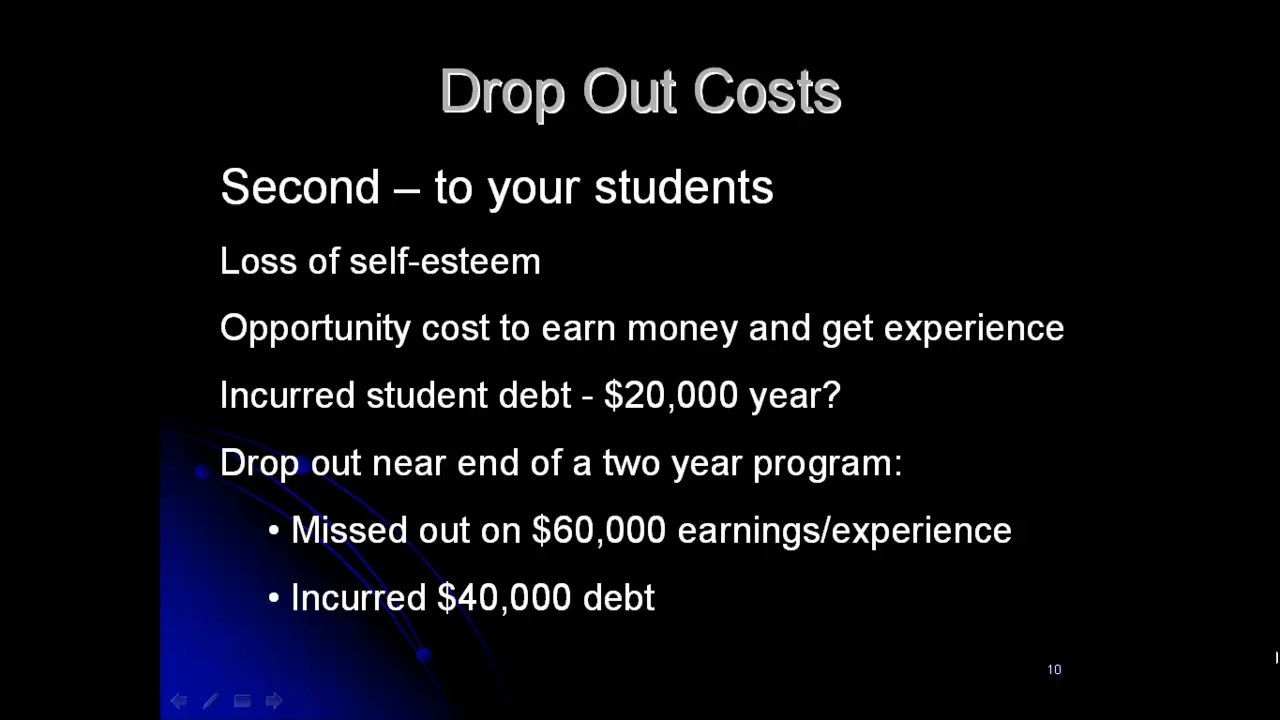 Drop Out Costs
Second – to your students
Loss of self-esteem
Opportunity cost to earn money and get experience
Incurred student debt - $20,000 year?
Drop out near end of a two year program:
• Missed out on $60,000 earnings/experience
• Incurred $40,000 debt
10